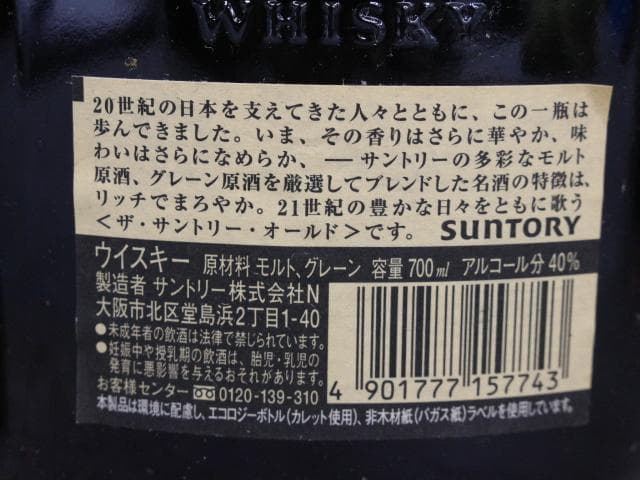 WHISKY
20世紀の日本を支えてきた人々とともに、この一瓶は
歩んできました。いま、その香りはさらに華やか、味
わいはさらになめらか、――サントリーの多彩なモルト
原酒、グレーン原酒を厳選してブレンドした名酒の特徴は、
リッチでまろやか。21世紀の豊かな日々をともに歌う
<ザ・サントリー・オールド>です。 SUNTORY
ウイスキー 原材料 モルト、グレーン 容量 700ml アルコール分 40%
製造者 サントリー株式会社N
大阪市北区堂島浜2丁目1-40
●未成年者の飲酒は法律で禁じられています。
●妊娠中や授乳期の飲酒は、胎児・乳児の
発育に悪影響を与えるおそれがあります。
お客様センター 0120-139-310
4 901777 157743
本製品は環境に配慮し、エコロジーボトル(カレット使用)、非木材紙(バガス紙)ラベルを使用しています。